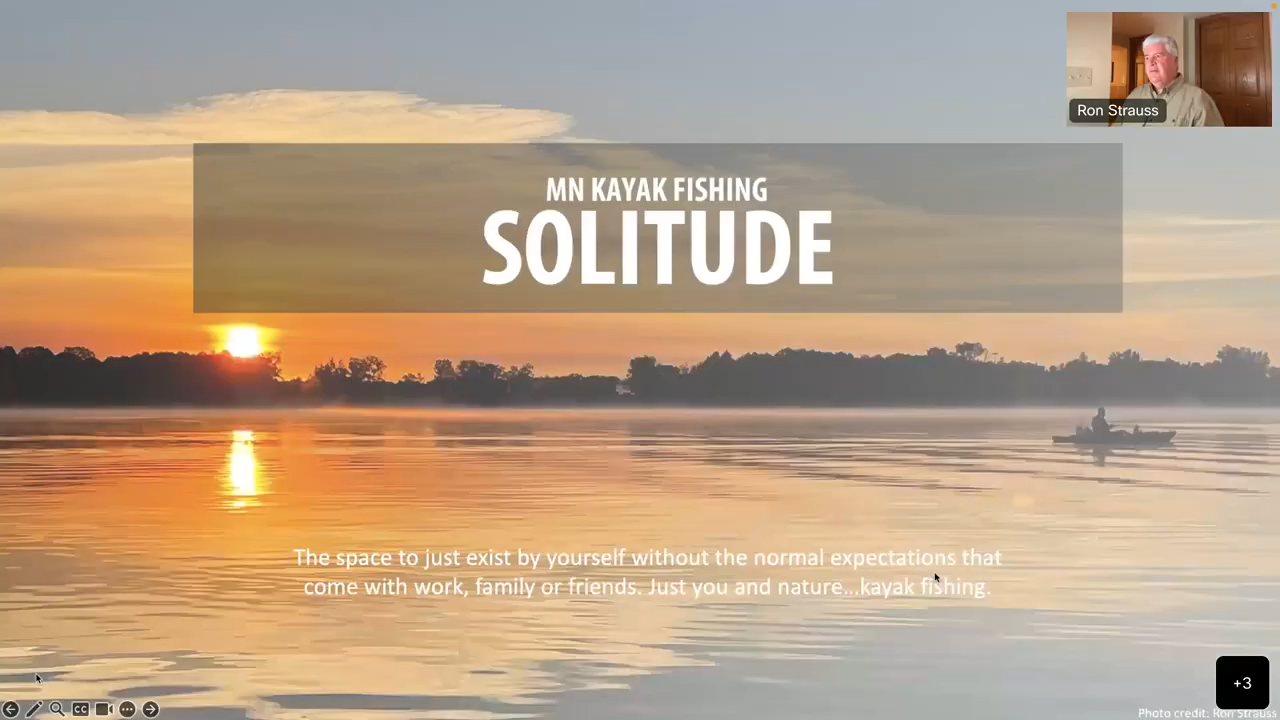 Ron Strauss
MN KAYAK FISHING
SOLITUDE
The space to just exist by yourself without the normal expectations that
come with work, family or friends. Just you and nature...kayak fishing.
CC
+3
Photo credit: Ron Strauss